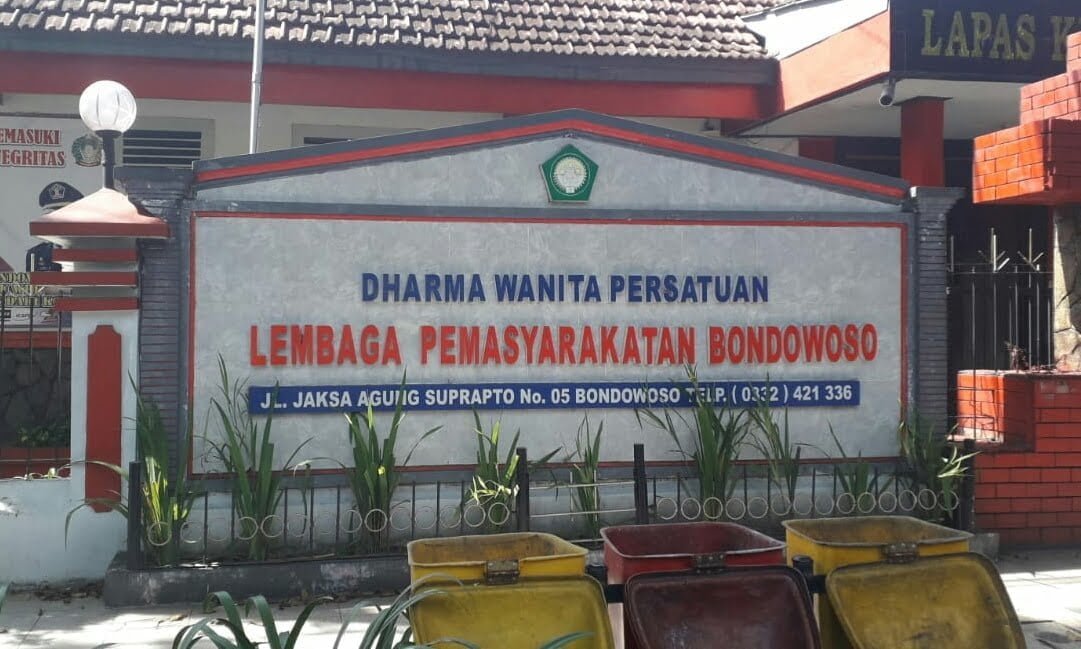 LAPAS K
EMASUKI
TEGRITAS
DHARMA WANITA PERSATUAN
LEMBAGA PEMASYARAKATAN BONDOWOSO
JL. JAKSA AGUNG SUPRAPTO No. 05 BONDOWOSO TELP. ( 0332 ) 421 336